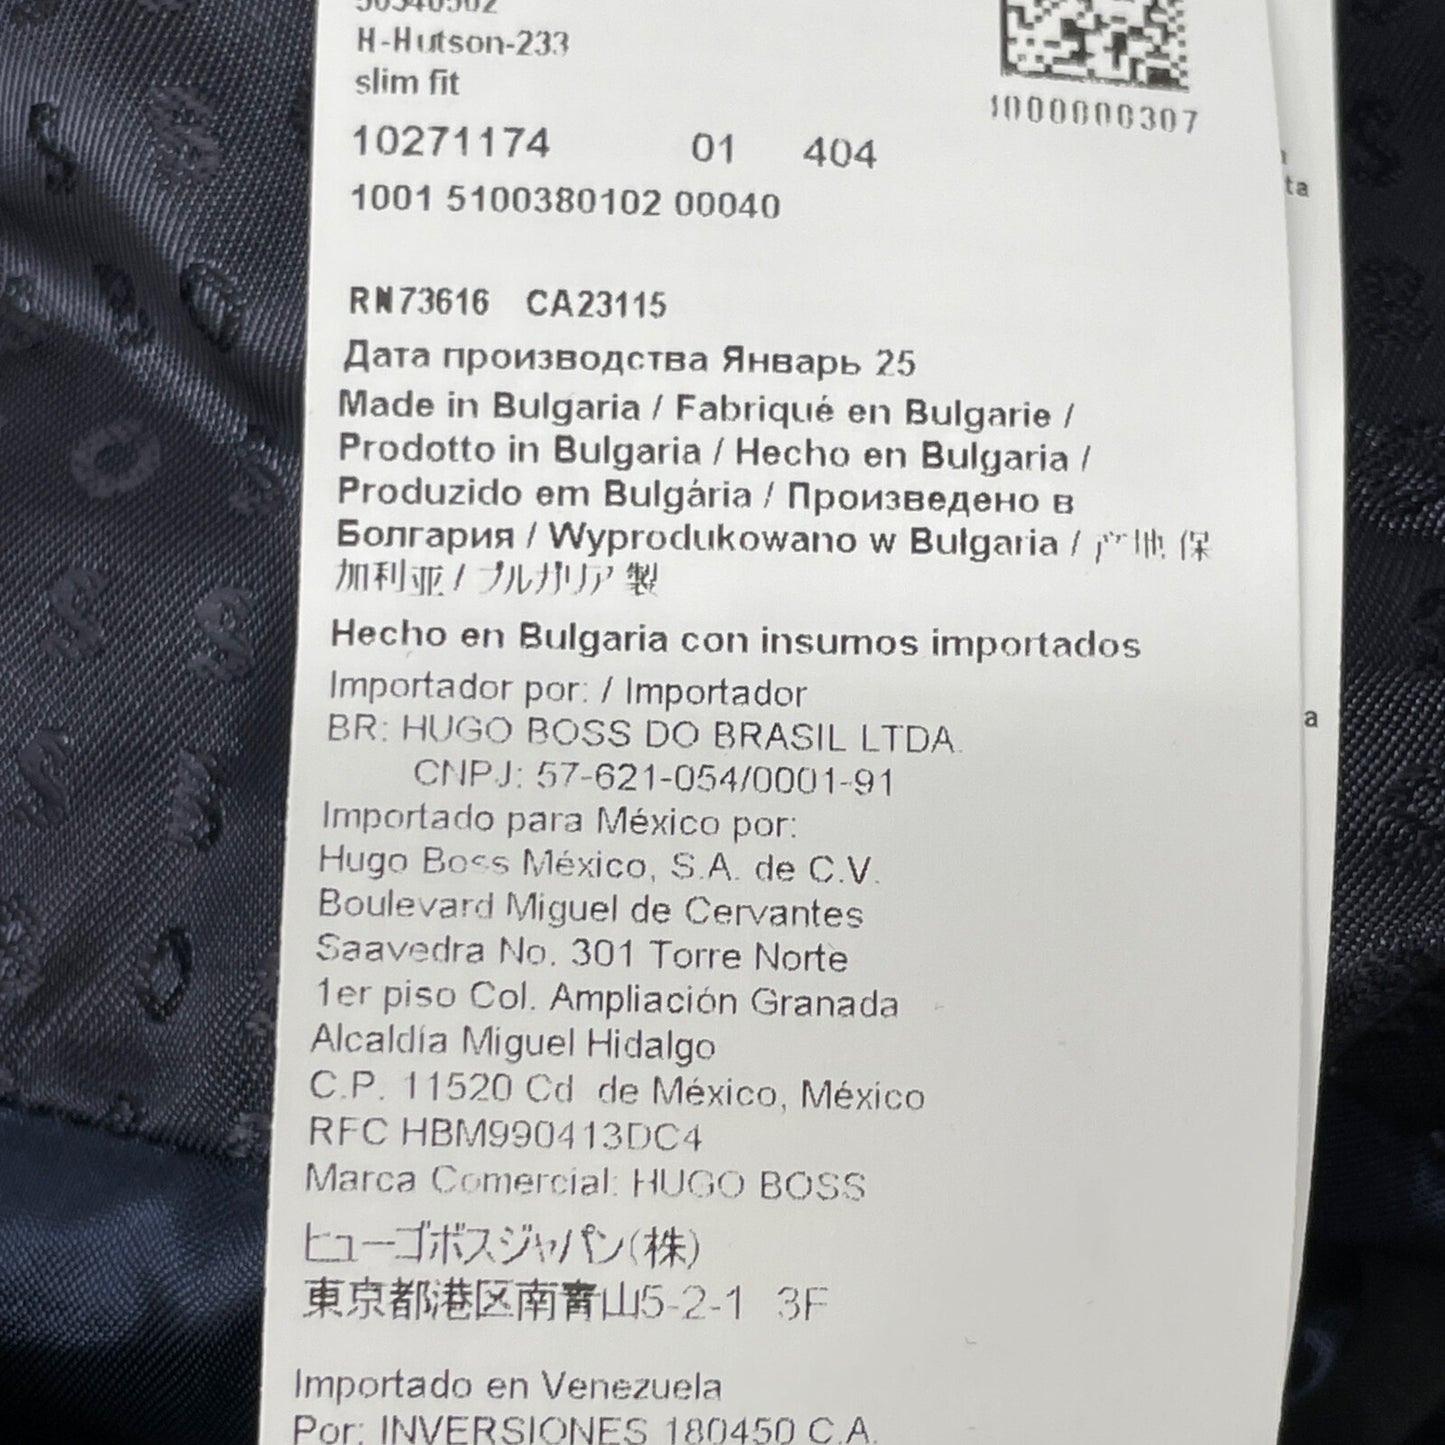 H-Hutson-233
slim fit
000000307
10271174 01 404
1001 5100380102 00040
ta
RN73616 CA23115
Дата производства Январь 25
Made in Bulgaria / Fabriqué en Bulgarie /
Prodotto in Bulgaria / Hecho en Bulgaria /
Produzido em Bulgária / Произведено в
Болгария / Wyprodukowano w Bulgaria / 产地 保
加利亚 / ブルガリア 製
Hecho en Bulgaria con insumos importados
Importador por: / Importador
a
BR: HUGO BOSS DO BRASIL LTDA.
CNPJ: 57-621-054/0001-91
Importado para México por:
Hugo Boss México, S.A. de C.V.
Boulevard Miguel de Cervantes
Saavedra No. 301 Torre Norte
1er piso Col. Ampliación Granada
Alcaldía Miguel Hidalgo
C.P. 11520 Cd de México, México
RFC HBM990413DC4
Marca Comercial: HUGO BOSS
ヒューゴボスジャパン(株)
東京都港区南青山5-2-1 3F
Importado en Venezuela
Por: INVERSIONES 180450 C.A.